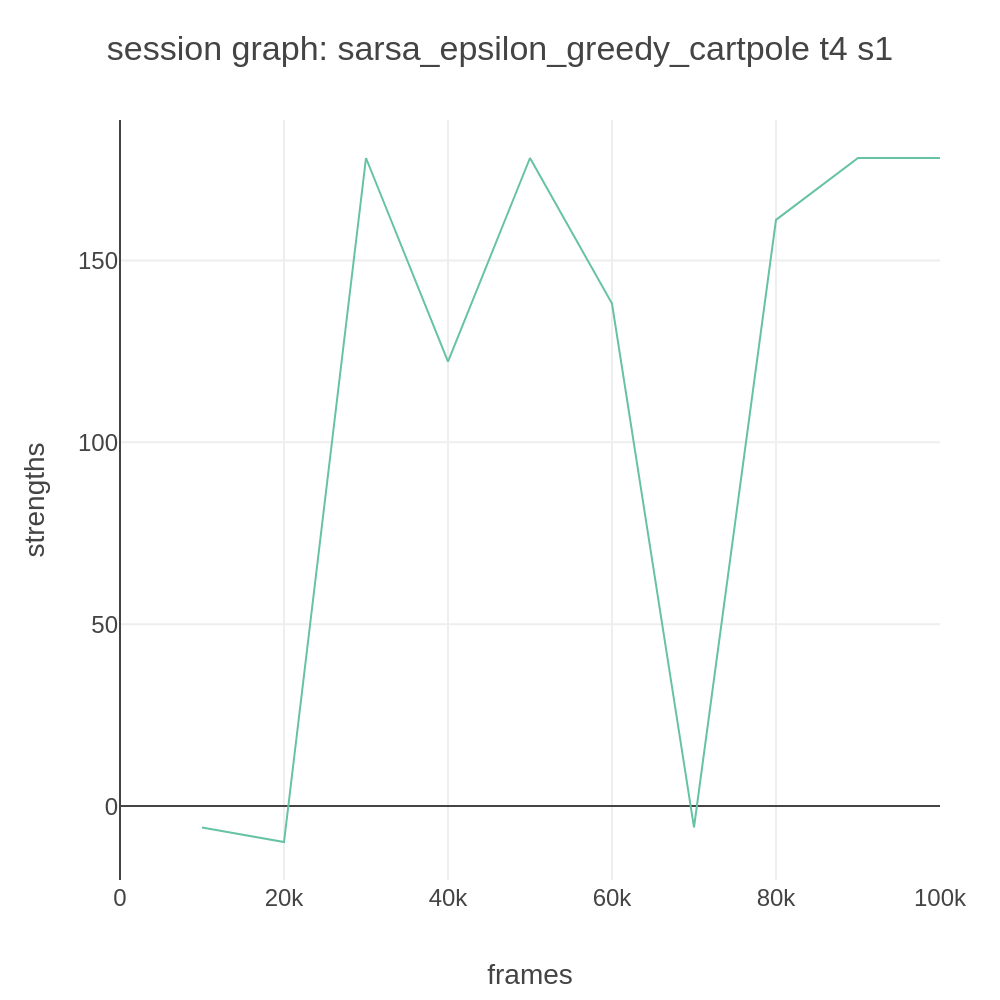 session graph: sarsa_epsilon_greedy_cartpole t4 s1
150
100
50
0
strengths
0 20k 40k 60k 80k 100k
frames